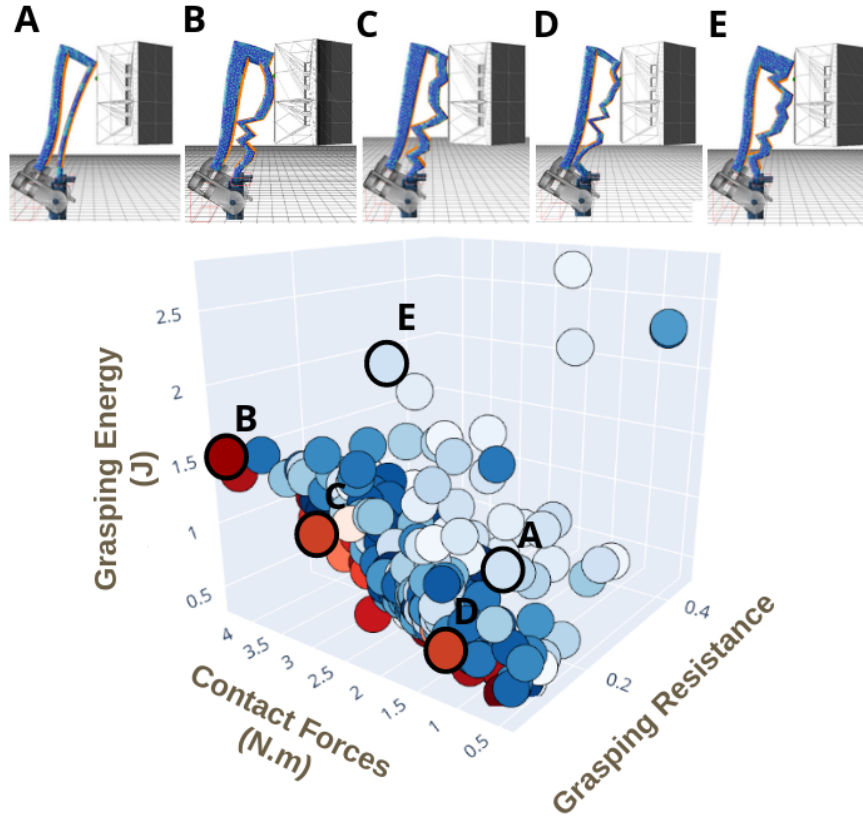 A
B
C
D
E
E
B
C
A
D
Grasping Energy
(J)
2.5
2
1.5
1
0.5
4
3.5
3
2.5
2
1.5
1
0.5
Contact Forces
(N.m)
0.4
0.2
Grasping Resistance